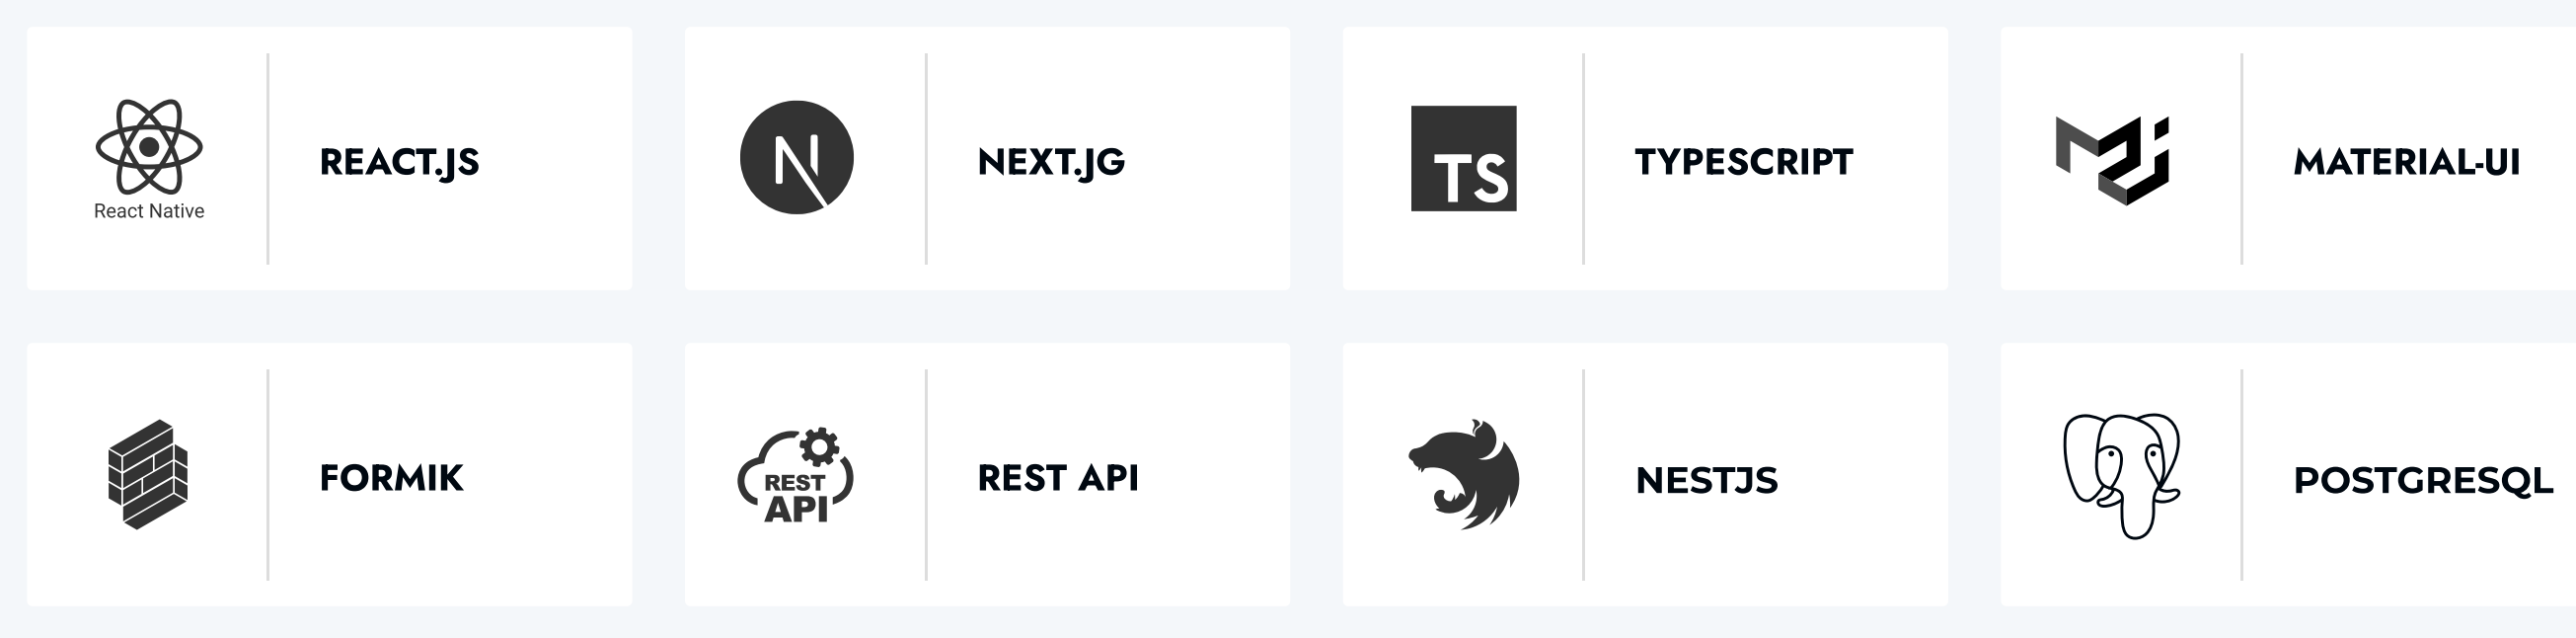 React Native
REACT.JS
N
NEXT.JG
TS
TYPESCRIPT
MATERIAL-UI
FORMIK
REST
API
REST API
NESTJS
POSTGRESQL